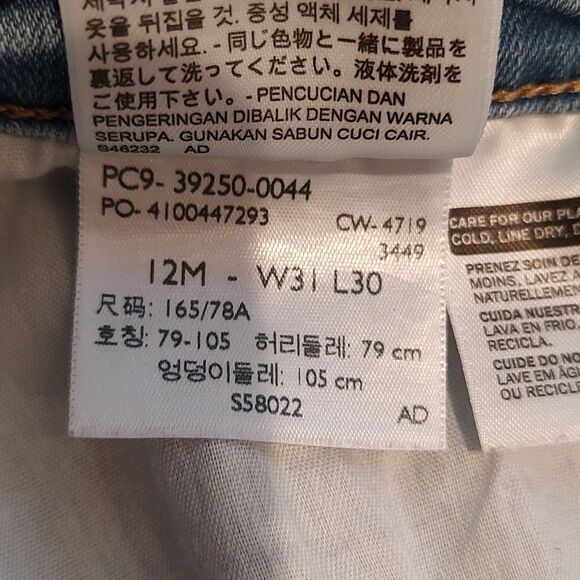 옷을 뒤집을 것. 중성 액체 세제를
사용하세요. - 同じ色物と一緒に製品を
裏返して洗ってください。液体洗剤を
ご使用下さい。- PENCUCIAN DAN
PENGERINGAN DIBALIK DENGAN WARNA
SERUPA. GUNAKAN SABUN CUCI CAIR.
S46232 AD
PC9- 39250-0044
PO- 4100447293 CW- 4719
3449
12M - W31 L30
尺码: 165/78A
호칭: 79-105 허리둘레: 79 cm
엉덩이둘레: 105 cm
S58022 AD
CARE FOR OUR
COLD, LINE DRY,
PRENEZ SOIN DE
MOINS, LAVEZ
NATURELLEMEN
CUIDA NUEST
LAVA EN FRIO,
RECICLA.
CUIDE DO NO
LAVE EM
OU RECICL